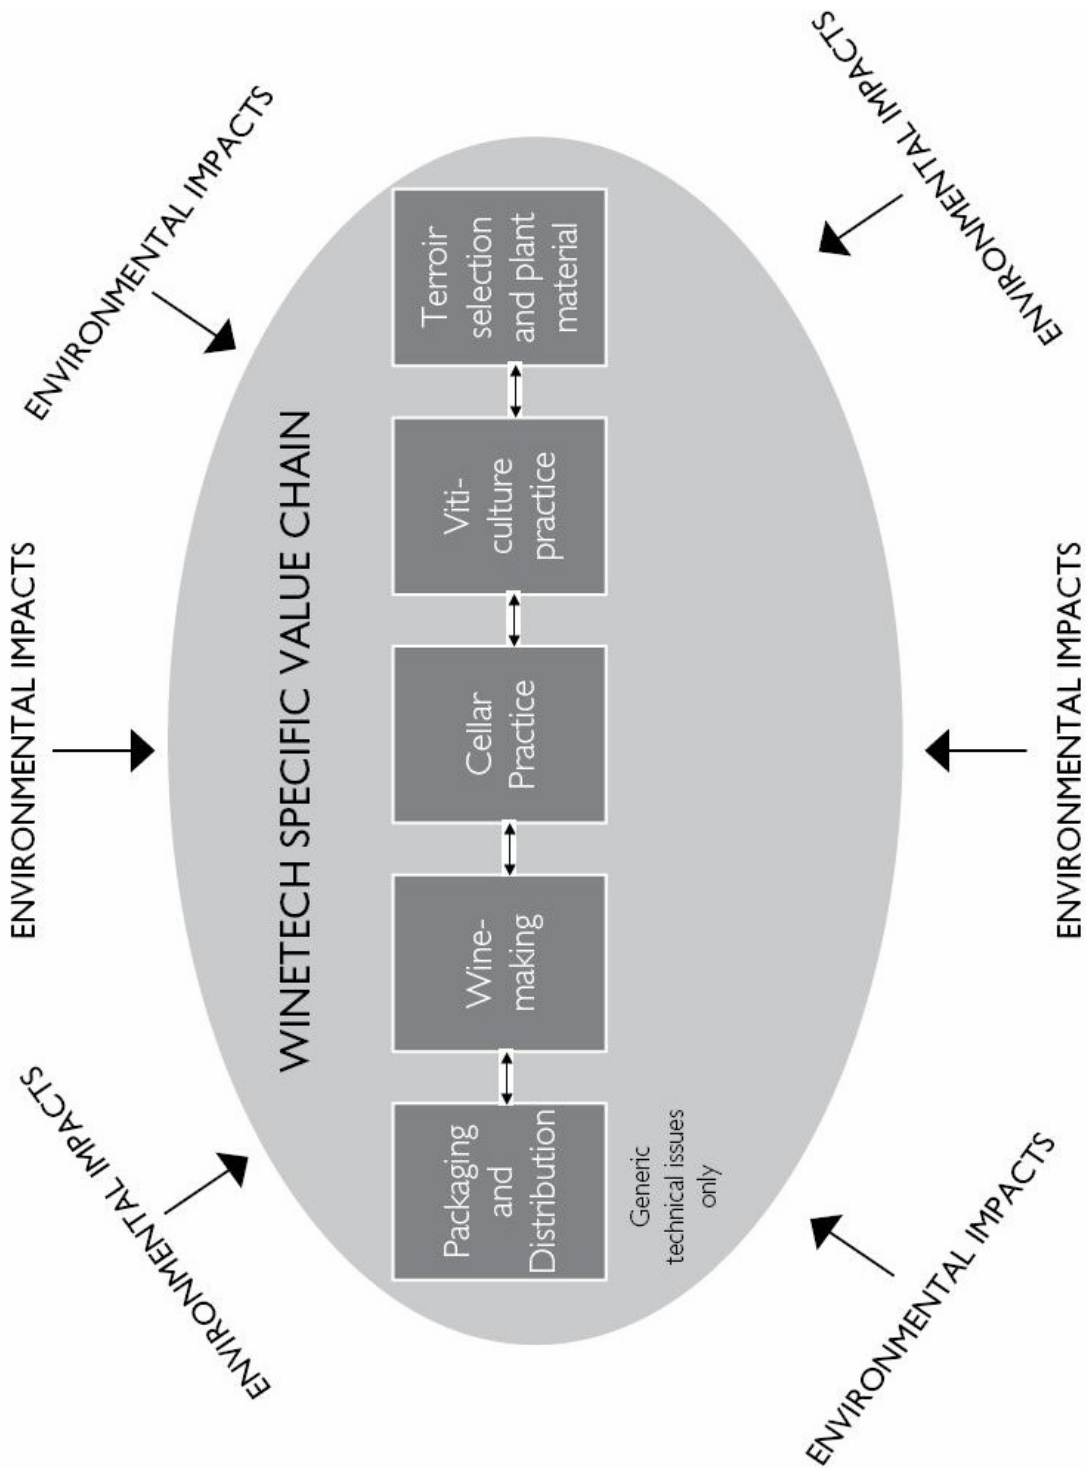 ENVIRONMENTAL IMPACTS
ENVIRONMENTAL IMPACTS
ENVIRONMENTAL IMPACTS
WINETECH SPECIFIC VALUE CHAIN
Packaging
and
Distribution
Wine-
making
Cellar
Practice
Viti-
culture
practice
Terroir
selection
and plant
material
Generic
technical issues
only
ENVIRONMENTAL IMPACTS
ENVIRONMENTAL IMPACTS
ENVIRONMENTAL IMPACTS